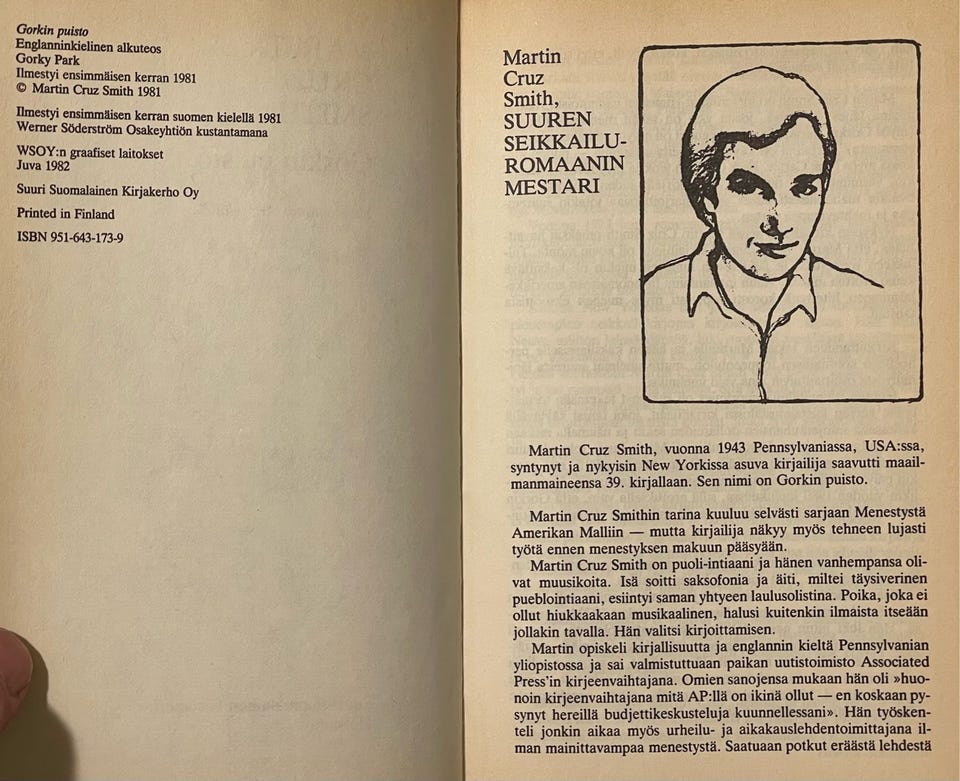 Gorkin puisto
Englanninkielinen alkuteos
Gorky Park
Ilmestyi ensimmäisen kerran 1981
© Martin Cruz Smith 1981
Ilmestyi ensimmäisen kerran suomen kielellä 1981
Werner Söderström Osakeyhtiön kustantamana
WSOY:n graafiset laitokset
Juva 1982
Suuri Suomalainen Kirjakerho Oy
Printed in Finland
ISBN 951-643-173-9
Martin
Cruz
Smith,
SUUREN
SEIKKAILU-
ROMAANIN
MESTARI
Martin Cruz Smith, vuonna 1943 Pennsylvaniassa, USA:ssa,
syntynyt ja nykyisin New Yorkissa asuva kirjailija saavutti maail-
manmaineensa 39. kirjallaan. Sen nimi on Gorkin puisto.
Martin Cruz Smithin tarina kuuluu selvästi sarjaan Menestystä
Amerikan Malliin — mutta kirjailija näkyy myös tehneen lujasti
työtä ennen menestyksen makuun pääsyään.
Martin Cruz Smith on puoli-intiaani ja hänen vanhempansa oli-
vat muusikoita. Isä soitti saksofonia ja äiti, miltei täysiverinen
pueblointiaani, esiintyi saman yhtyeen laulusolistina. Poika, joka ei
ollut hiukkaakaan musikaalinen, halusi kuitenkin ilmaista itseään
jollakin tavalla. Hän valitsi kirjoittamisen.
Martin opiskeli kirjallisuutta ja englannin kieltä Pennsylvanian
yliopistossa ja sai valmistuttuaan paikan uutistoimisto Associated
Press'in kirjeenvaihtajana. Omien sanojensa mukaan hän oli »huo-
noin kirjeenvaihtajana mitä AP:llä on ikinä ollut — en koskaan py-
synyt hereillä budjettikeskusteluja kuunnellessani». Hän työsken-
teli jonkin aikaa myös urheilu- ja aikakauslehdentoimittajana il-
man mainittavampaa menestystä. Saatuaan potkut eräästä lehdestä